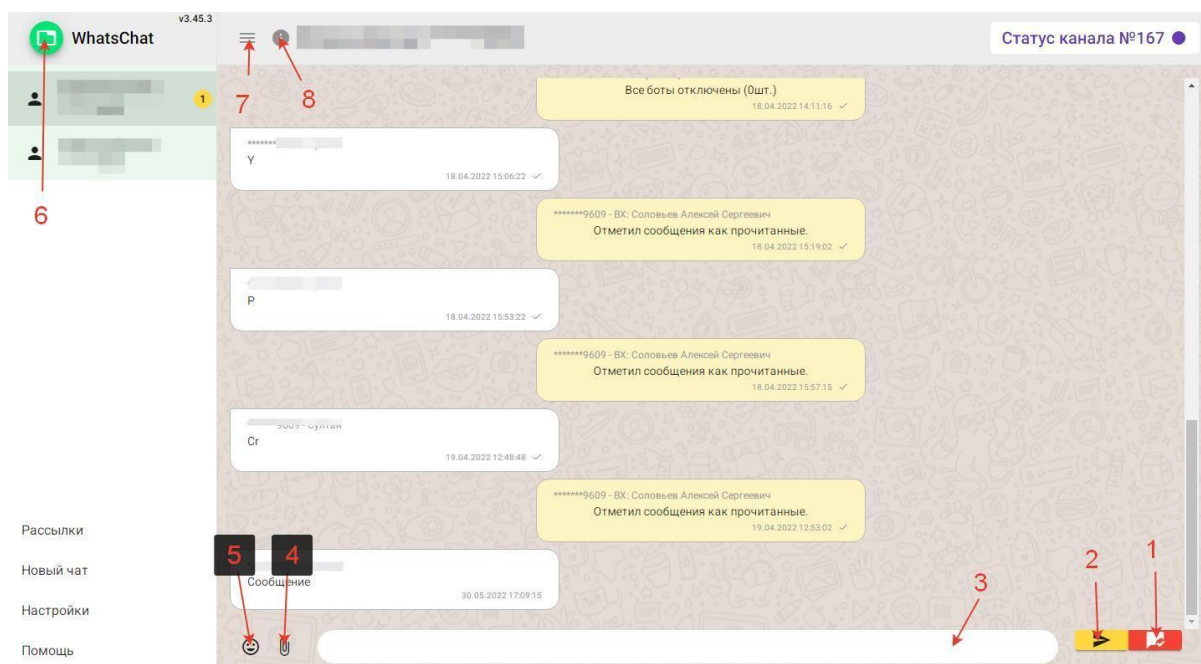 v3.45.3
WhatsChat
Статус канала №167
1
7
8
6
Все боты отключены (0шт.)
18.04.2022 14:11:16
*******
Y
18.04.2022 15:06:22
*******9609 - ВХ: Соловьев Алексей Сергеевич
Отметил сообщения как прочитанные.
18.04.2022 15:19:02
P
18.04.2022 15:53:22
*******9609 - ВХ: Соловьев Алексей Сергеевич
Отметил сообщения как прочитанные.
18.04.2022 15:57:15
9609 - Султан
Cr
19.04.2022 12:48:48
*******9609 - ВХ: Соловьев Алексей Сергеевич
Отметил сообщения как прочитанные.
19.04.2022 12:53:02
5
4
Сообщение
30.05.2022 17:09:15
3
2
1
Рассылки
Новый чат
Настройки
Помощь